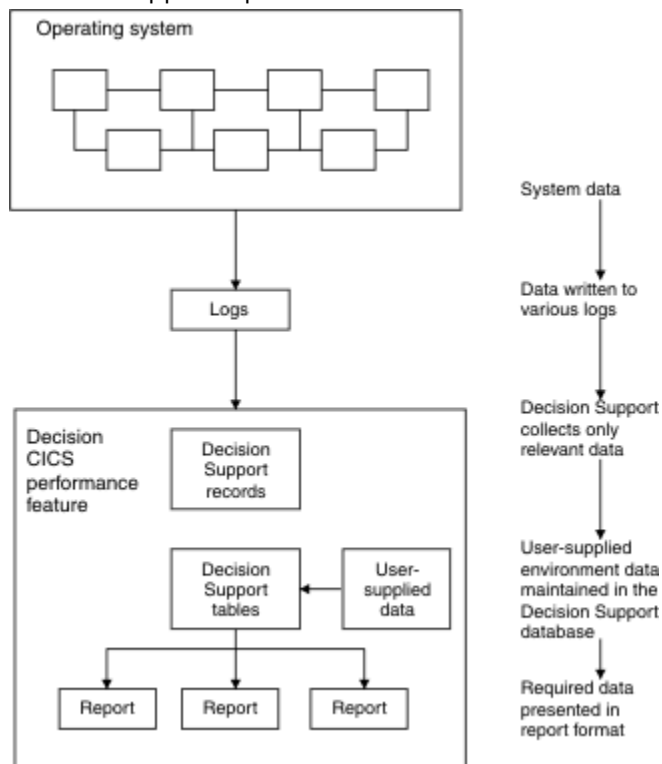 Operating system
System data
Data written to
various logs
Logs
Decision Support
collects only
relevant data
Decision
CICS
performance
feature
Decision
Support
records
Decision
Support
tables
User-
supplied
data
User-supplied
environment data
maintained in the
Decision Support
database
Report
Report
Report
Required data
presented in
report format